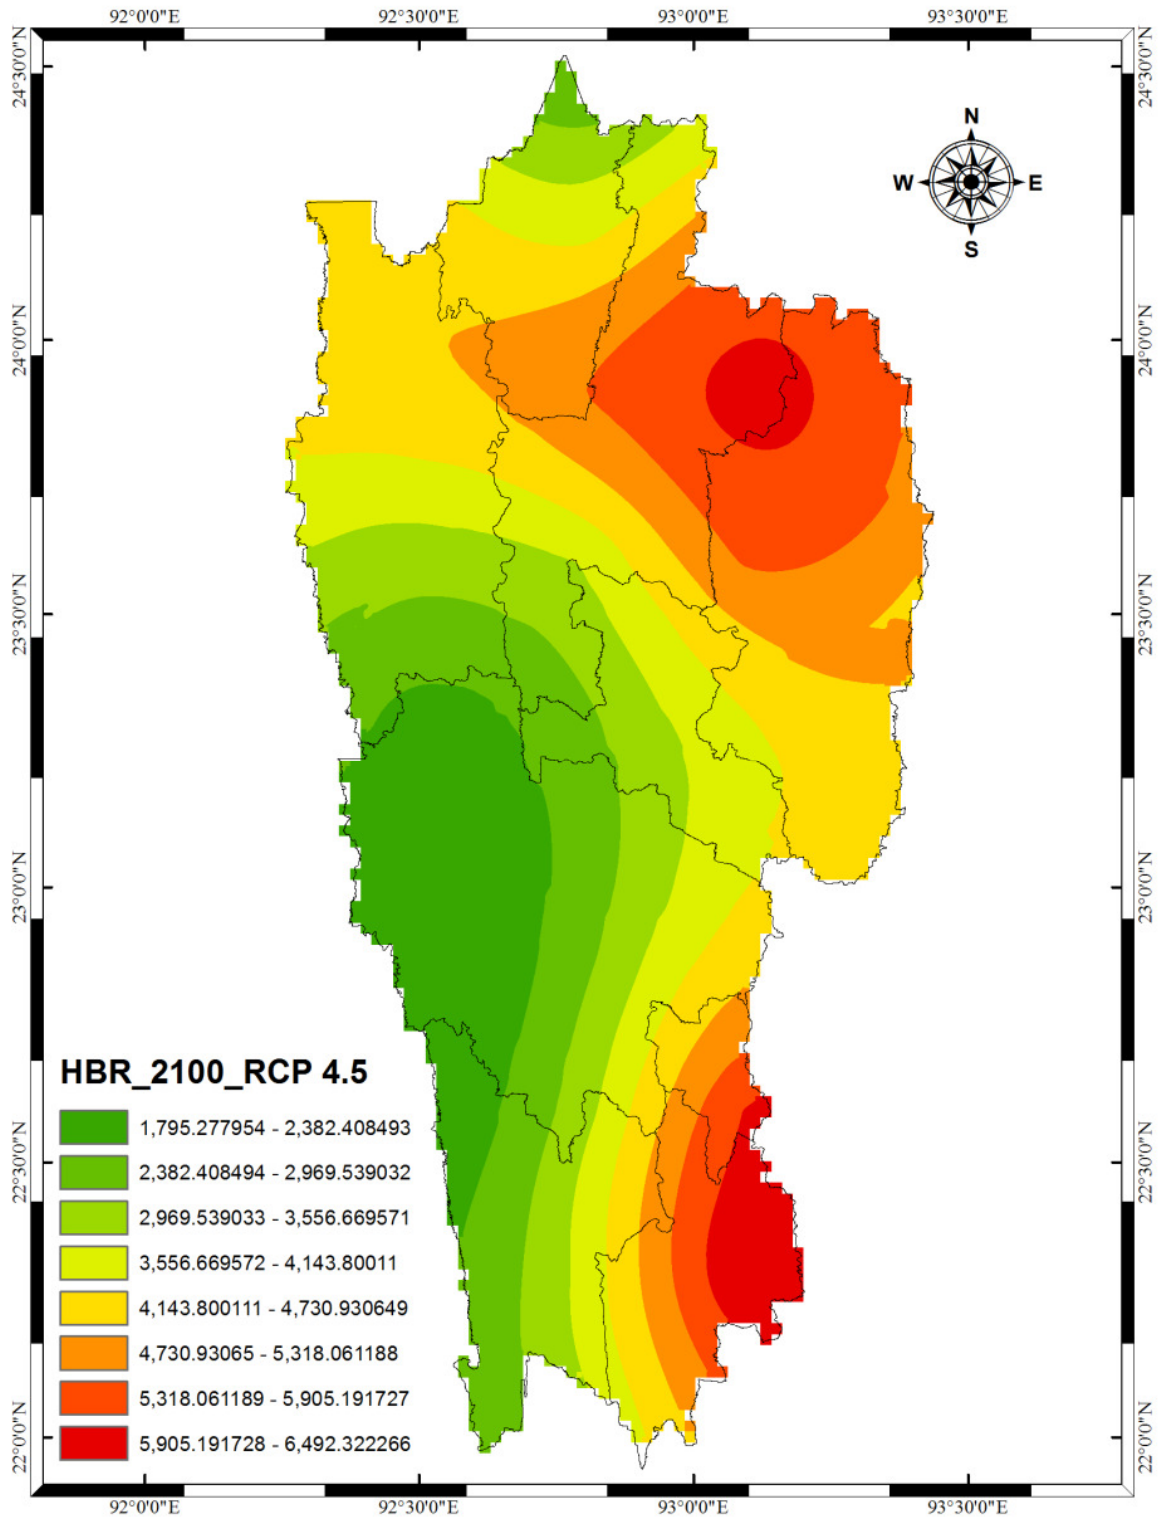 92°0'0"E 92°30'0"E 93°0'0"E 93°30'0"E
24°30'0"N 24°30'0"N
N
W E
S
24°0'0"N 24°0'0"N
23°30'0"N 23°30'0"N
23°0'0"N 23°0'0"N
22°30'0"N 22°30'0"N
22°0'0"N 22°0'0"N
HBR_2100_RCP 4.5
1,795.277954 - 2,382.408493
2,382.408494 - 2,969.539032
2,969.539033 - 3,556.669571
3,556.669572 - 4,143.80011
4,143.800111 - 4,730.930649
4,730.93065 - 5,318.061188
5,318.061189 - 5,905.191727
5,905.191728 - 6,492.322266
92°0'0"E 92°30'0"E 93°0'0"E 93°30'0"E